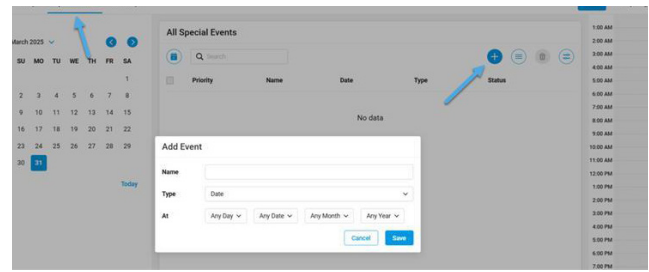 All Special Events
March 2025
Search
SU MO TU WE TH FR SA
Priority Name Date Type Status
1
2 3 4 5 6 7 8
No data
9 10 11 12 13 14 15
16 17 18 19 20 21 22
23 24 25 26 27 28 29
30 31
Today
Add Event
Name
Type Date
At Any Day Any Date Any Month Any Year
Cancel Save
1:00 AM
2:00 AM
3:00 AM
4:00 AM
5:00 AM
6:00 AM
7:00 AM
8:00 AM
9:00 AM
10:00 AM
11:00 AM
12:00 PM
1:00 PM
2:00 PM
3:00 PM
4:00 PM
5:00 PM
6:00 PM
7:00 PM